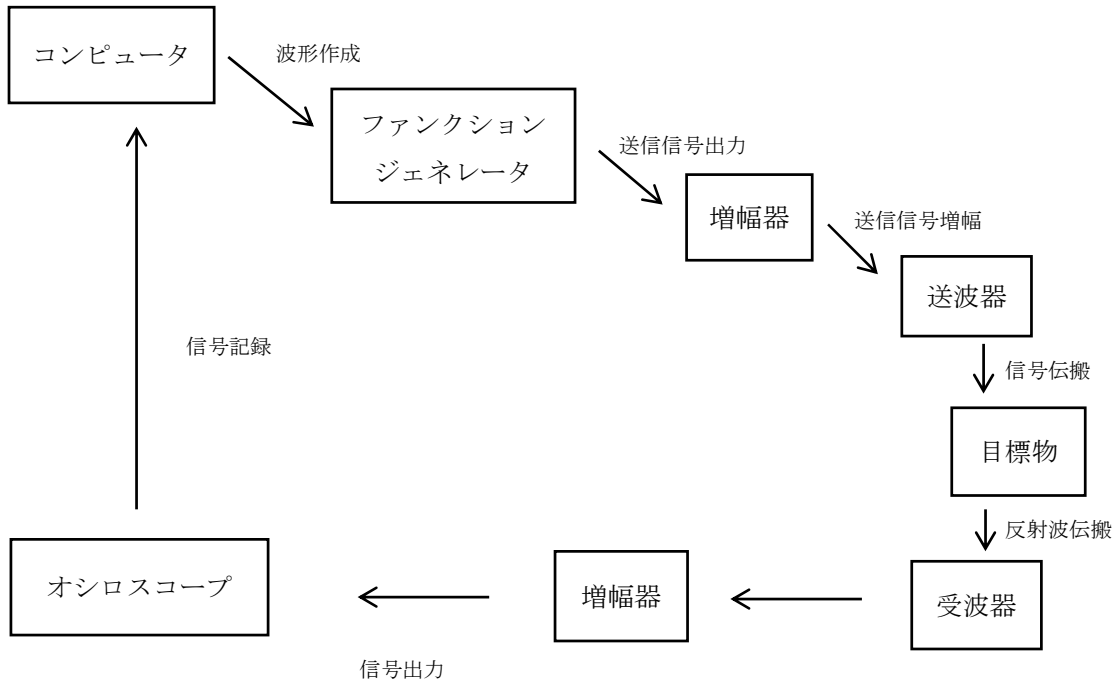 コンピュータ
波形作成
ファンクション
ジェネレータ
送信信号出力
増幅器
送信信号増幅
送波器
信号伝搬
目標物
反射波伝搬
受波器
増幅器
信号出力
オシロスコープ
信号記録